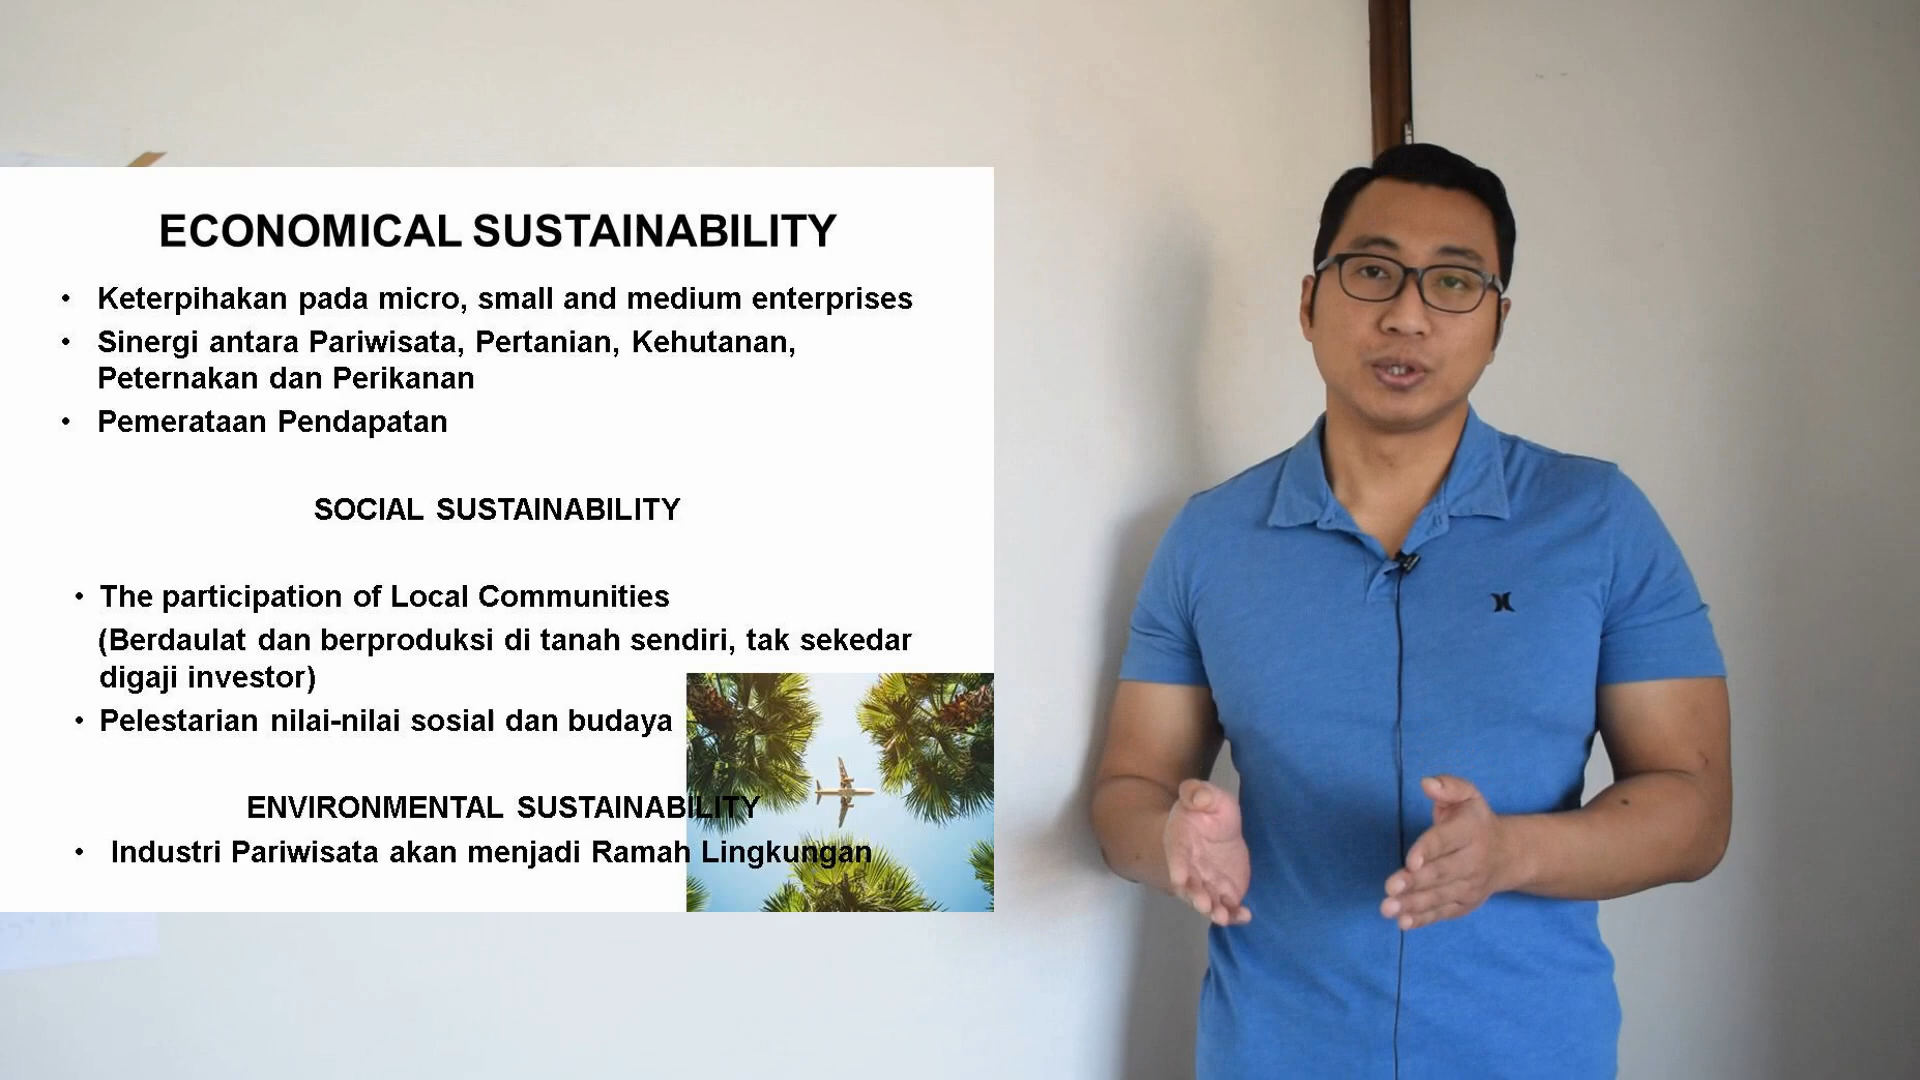 ECONOMICAL SUSTAINABILITY
• Keterpihakan pada micro, small and medium enterprises
• Sinergi antara Pariwisata, Pertanian, Kehutanan,
Peternakan dan Perikanan
• Pemerataan Pendapatan
SOCIAL SUSTAINABILITY
• The participation of Local Communities
(Berdaulat dan berproduksi di tanah sendiri, tak sekedar
digaji investor)
• Pelestarian nilai-nilai sosial dan budaya
ENVIRONMENTAL SUSTAINABILITY
• Industri Pariwisata akan menjadi Ramah Lingkungan